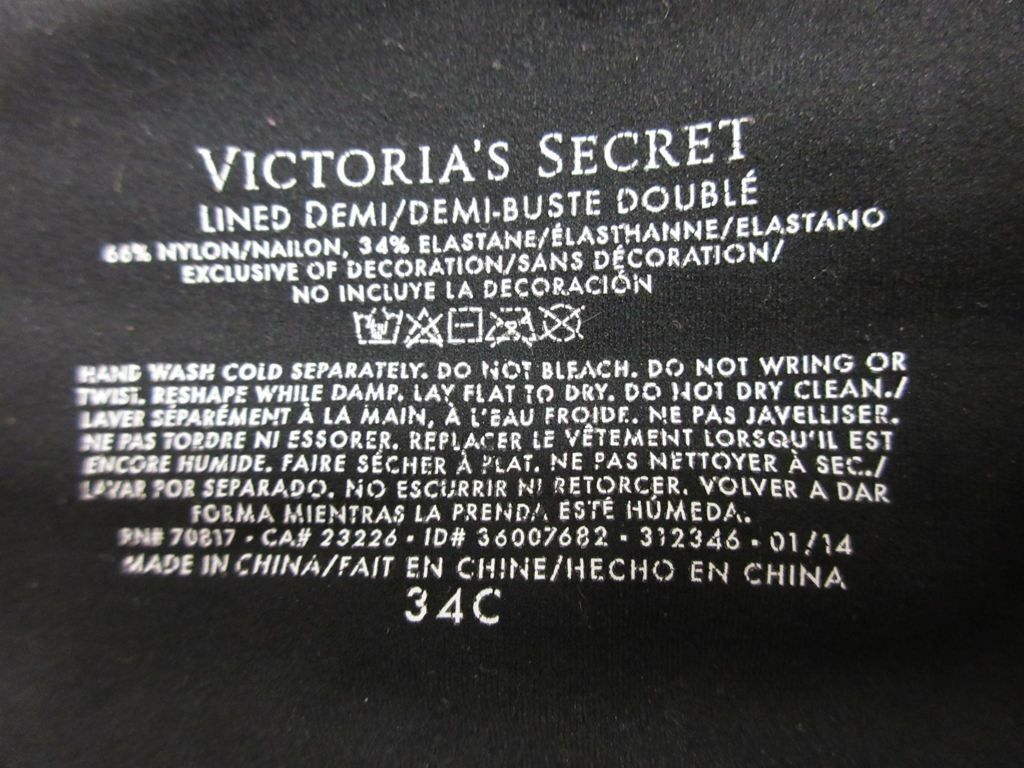 VICTORIA'S SECRET
LINED DEMI/DEMI-BUSTE DOUBLÉ
66% NYLON/NAILON, 34% ELASTANE/ÉLASTHANNE/ELASTANO
EXCLUSIVE OF DECORATION/SANS DÉCORATION/
NO INCLUYE LA DECORACIÓN
HAND WASH COLD SEPARATELY. DO NOT BLEACH. DO NOT WRING OR
TWIST. RESHAPE WHILE DAMP. LAY FLAT TO DRY. DO NOT DRY CLEAN./
LAVER SÉPARÉMENT À LA MAIN, À L'EAU FROIDE. NE PAS JAVELLISER.
NE PAS TORDRE NI ESSORER. REPLACER LE VÊTEMENT LORSQU'IL EST
ENCORE HUMIDE. FAIRE SÉCHER À PLAT. NE PAS NETTOYER À SEC./
LAVAR POR SEPARADO. NO ESCURRIR NI RETORCER. VOLVER A DAR
FORMA MIENTRAS LA PRENDA ESTÉ HÚMEDA.
RN# 70817 · CA# 23226 · ID# 36007682 · 312346 · 01/14
MADE IN CHINA/FAIT EN CHINE/HECHO EN CHINA
34C